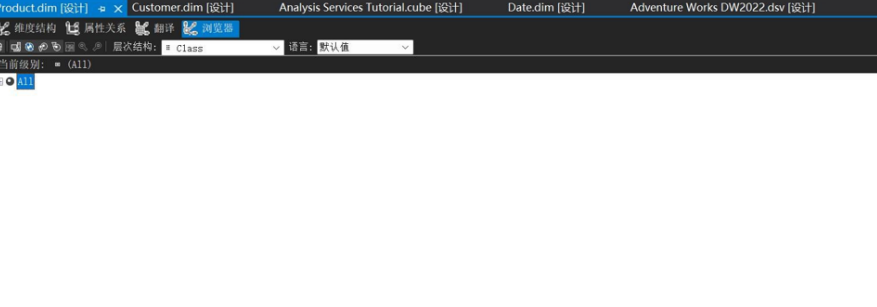 Product.dim [设计] Customer.dim [设计] Analysis Services Tutorial.cube [设计] Date.dim [设计] Adventure Works DW2022.dsv [设计]
维度结构 属性关系 翻译 浏览器
层次结构: Class 语言: 默认值
当前级别: (All)
All